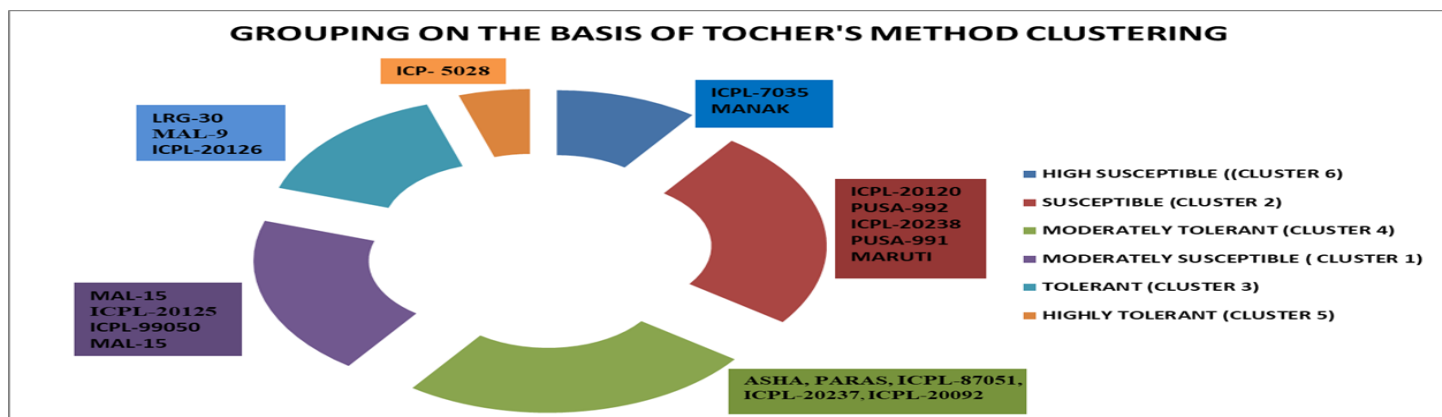 GROUPING ON THE BASIS OF TOCHER'S METHOD CLUSTERING
ICP- 5028
ICPL-7035
MANAK
LRG-30
MAL-9
ICPL-20126
ICPL-20120
PUSA-992
ICPL-20238
PUSA-991
MARUTI
HIGH SUSCEPTIBLE ((CLUSTER 6)
SUSCEPTIBLE (CLUSTER 2)
MODERATELY TOLERANT (CLUSTER 4)
MODERATELY SUSCEPTIBLE ( CLUSTER 1)
TOLERANT (CLUSTER 3)
HIGHLY TOLERANT (CLUSTER 5)
MAL-15
ICPL-20125
ICPL-99050
MAL-15
ASHA, PARAS, ICPL-87051,
ICPL-20237, ICPL-20092